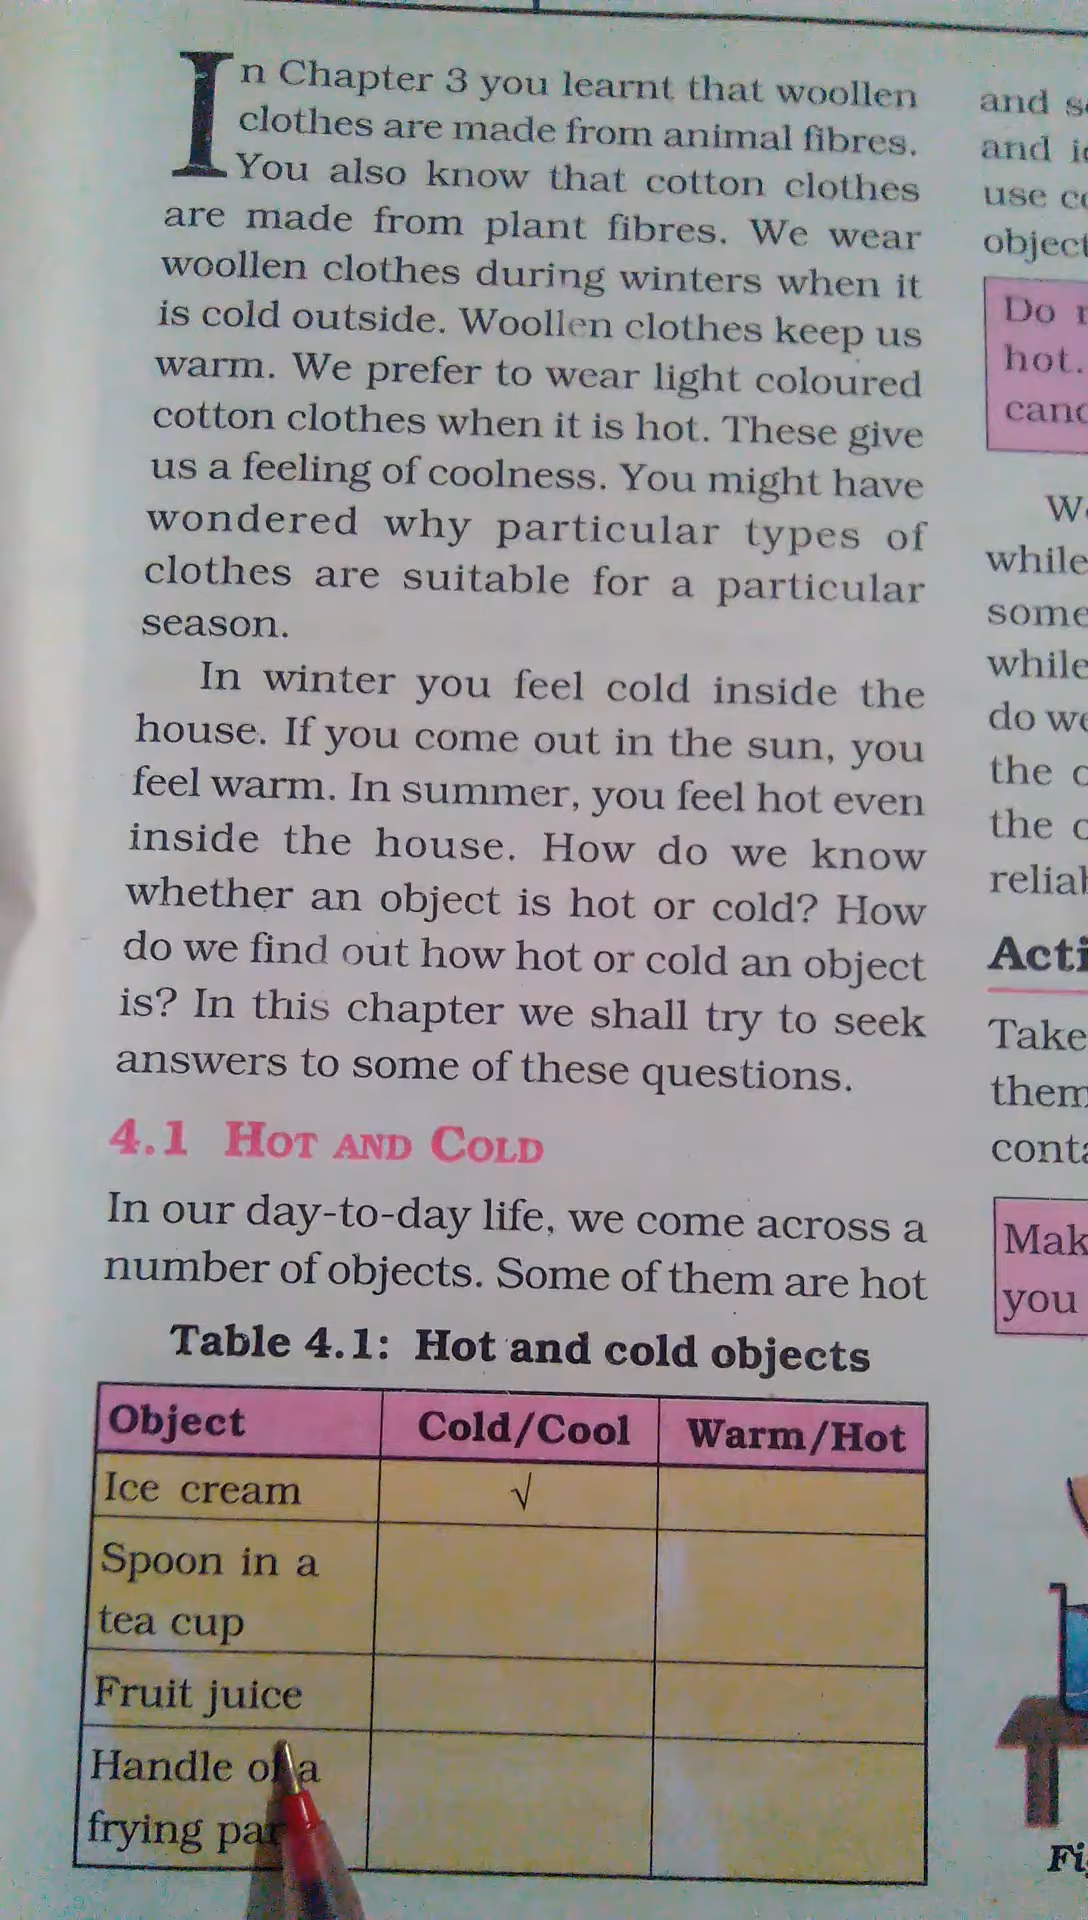 In Chapter 3 you learnt that woollen
clothes are made from animal fibres.
You also know that cotton clothes
are made from plant fibres. We wear
woollen clothes during winters when it
is cold outside. Woollen clothes keep us
warm. We prefer to wear light coloured
cotton clothes when it is hot. These give
us a feeling of coolness. You might have
wondered why particular types of
clothes are suitable for a particular
season.
In winter you feel cold inside the
house. If you come out in the sun, you
feel warm. In summer, you feel hot even
inside the house. How do we know
whether an object is hot or cold? How
do we find out how hot or cold an object
is? In this chapter we shall try to seek
answers to some of these questions.
4.1 HOT AND COLD
In our day-to-day life, we come across a
number of objects. Some of them are hot
Table 4.1: Hot and cold objects
Object Cold/Cool Warm/Hot
Ice cream √
Spoon in a
tea cup
Fruit juice
Handle of a
frying
and
and
use
object
Do
hot.
W
while
some
while
do
the
the
Take
them
you